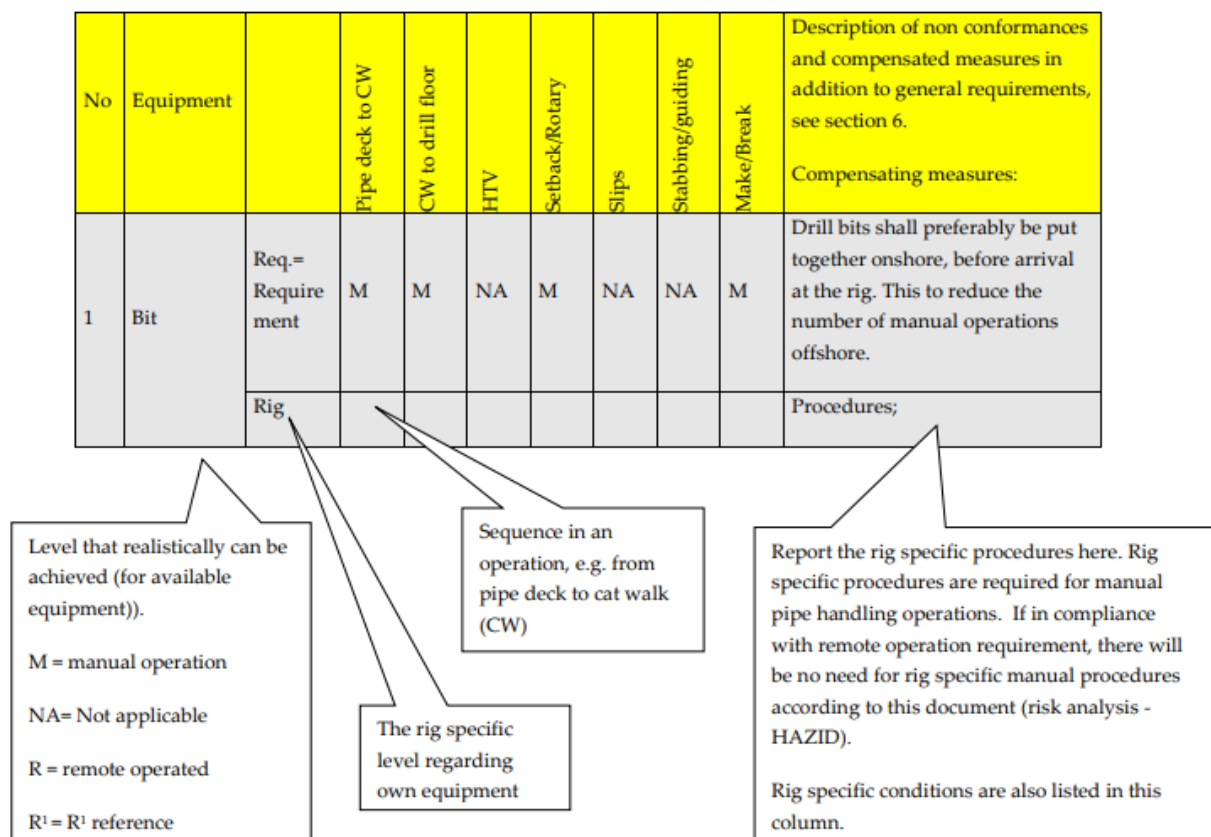 No
Equipment
Pipe deck to CW
CW to drill floor
HTV
Setback/Rotary
Slips
Stabbing/guiding
Make/Break
Description of non conformances
and compensated measures in
addition to general requirements,
see section 6.
Compensating measures:
1
Bit
Req.=
Require
ment
M
M
NA
M
NA
NA
M
Drill bits shall preferably be put
together onshore, before arrival
at the rig. This to reduce the
number of manual operations
offshore.
Rig
Procedures;
Level that realistically can be
achieved (for available
equipment)).
M = manual operation
NA= Not applicable
R = remote operated
R¹ = R¹ reference
Sequence in an
operation, e.g. from
pipe deck to cat walk
(CW)
The rig specific
level regarding
own equipment
Report the rig specific procedures here. Rig
specific procedures are required for manual
pipe handling operations.  If in compliance
with remote operation requirement, there will
be no need for rig specific manual procedures
according to this document (risk analysis -
HAZID).
Rig specific conditions are also listed in this
column.